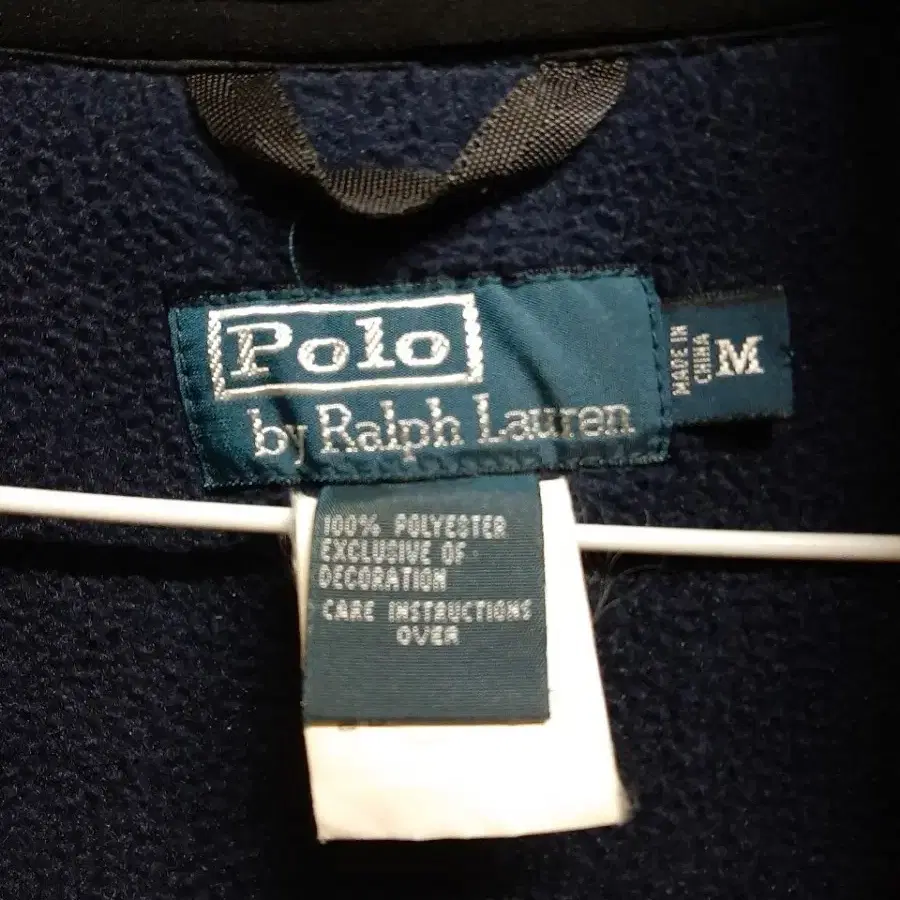 Polo
by Ralph Lauren
MADE IN
CHINA
M
100% POLYESTER
EXCLUSIVE OF
DECORATION
CARE INSTRUCTIONS
OVER